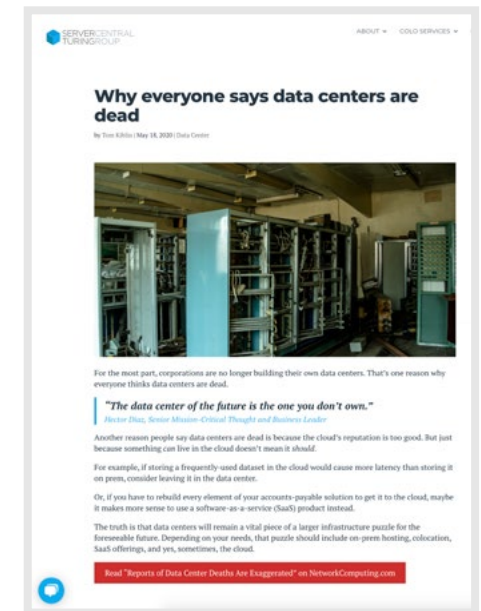 SERVERCENTRAL
TURINGGROUP
ABOUT
COLO SERVICES
Why everyone says data centers are
dead
by Tom Kiblin | May 18, 2020 | Data Center
For the most part, corporations are no longer building their own data centers. That's one reason why
everyone thinks data centers are dead.
"The data center of the future is the one you don't own."
Hector Diaz, Senior Mission-Critical Thought and Business Leader
Another reason people say data centers are dead is because the cloud's reputation is too good. But just
because something can live in the cloud doesn't mean it should.
For example, if storing a frequently-used dataset in the cloud would cause more latency than storing it
on prem, consider leaving it in the data center.
Or, if you have to rebuild every element of your accounts-payable solution to get it to the cloud, maybe
it makes more sense to use a software-as-a-service (SaaS) product instead.
The truth is that data centers will remain a vital piece of a larger infrastructure puzzle for the
foreseeable future. Depending on your needs, that puzzle should include on-prem hosting, colocation,
SaaS offerings, and yes, sometimes, the cloud.
Read "Reports of Data Center Deaths Are Exaggerated" on NetworkComputing.com